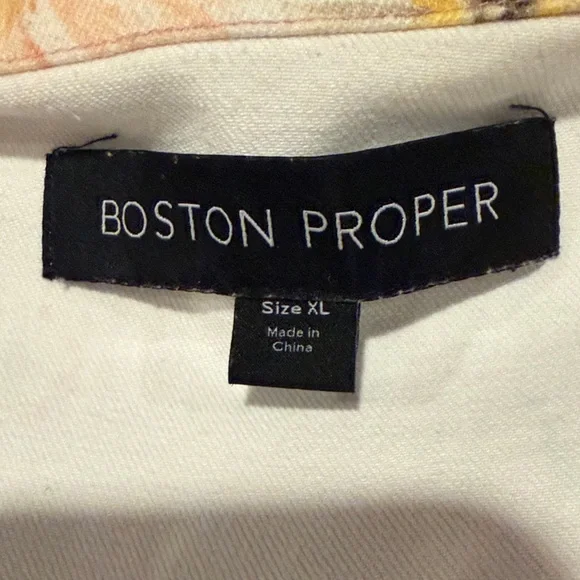 BOSTON PROPER
Size XL
Made in
China